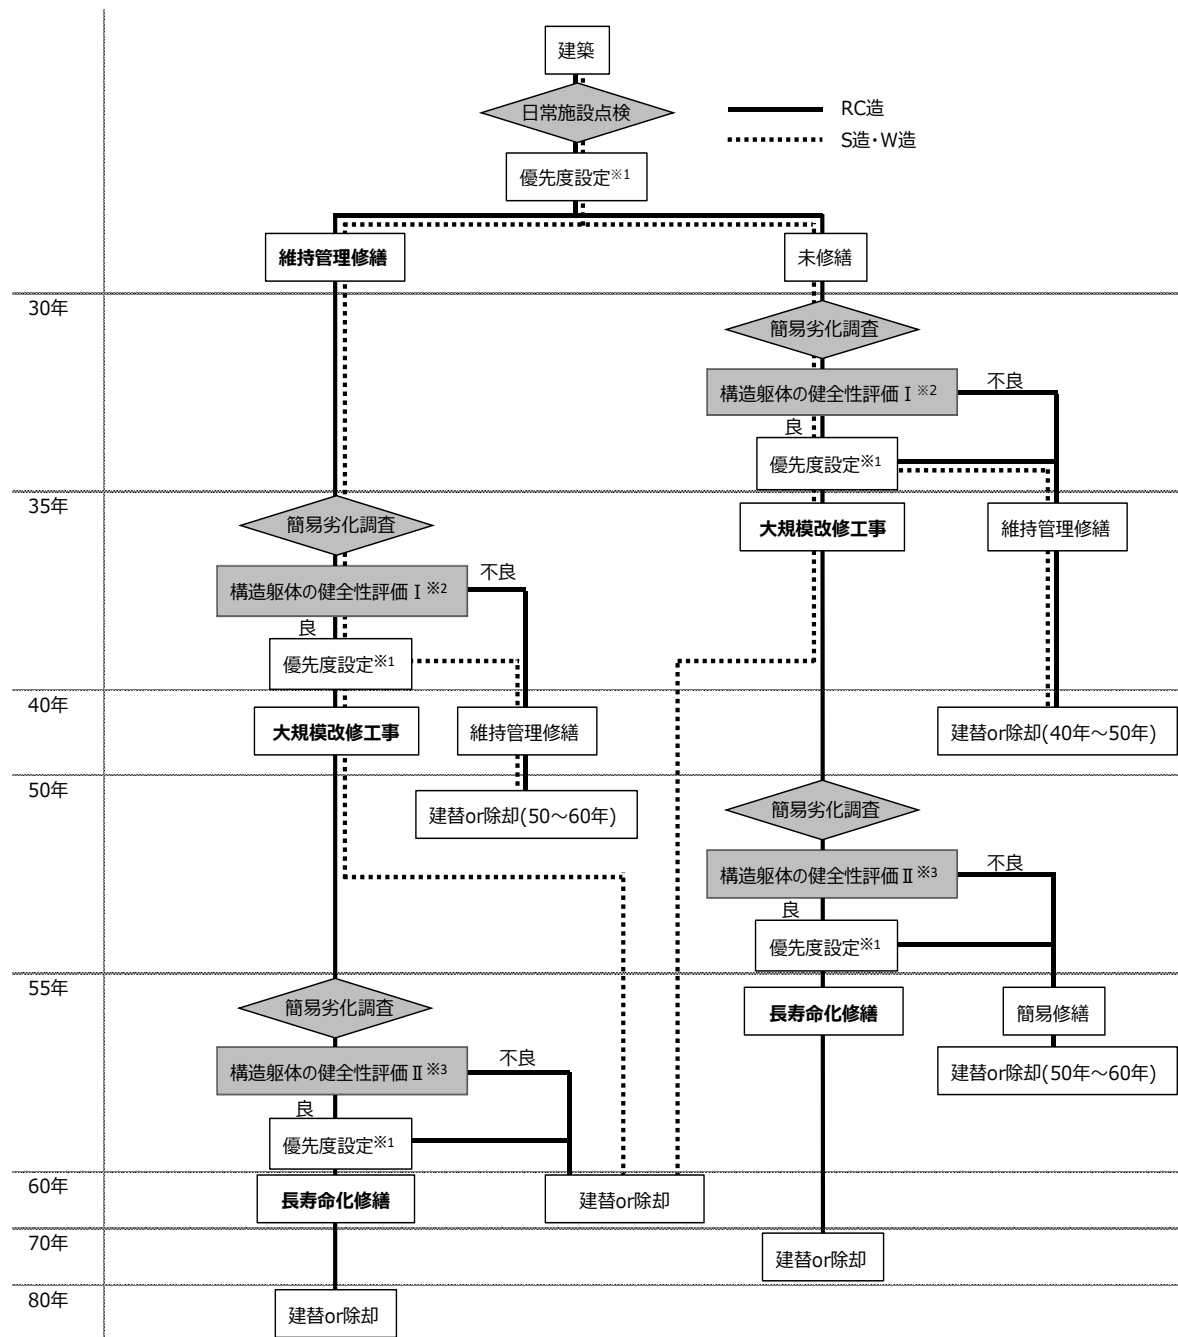 建築
日常施設点検
RC造
S造・W造
優先度設定※1
維持管理修繕
未修繕
30年
簡易劣化調査
構造躯体の健全性評価Ⅰ※2
不良
良
優先度設定※1
35年
簡易劣化調査
大規模改修工事
維持管理修繕
構造躯体の健全性評価Ⅰ※2
不良
良
優先度設定※1
40年
大規模改修工事
維持管理修繕
建替or除却(40年～50年)
50年
建替or除却(50～60年)
簡易劣化調査
構造躯体の健全性評価Ⅱ※3
不良
良
優先度設定※1
55年
簡易劣化調査
長寿命化修繕
簡易修繕
構造躯体の健全性評価Ⅱ※3
不良
建替or除却(50年～60年)
良
優先度設定※1
60年
長寿命化修繕
建替or除却
70年
建替or除却
80年
建替or除却